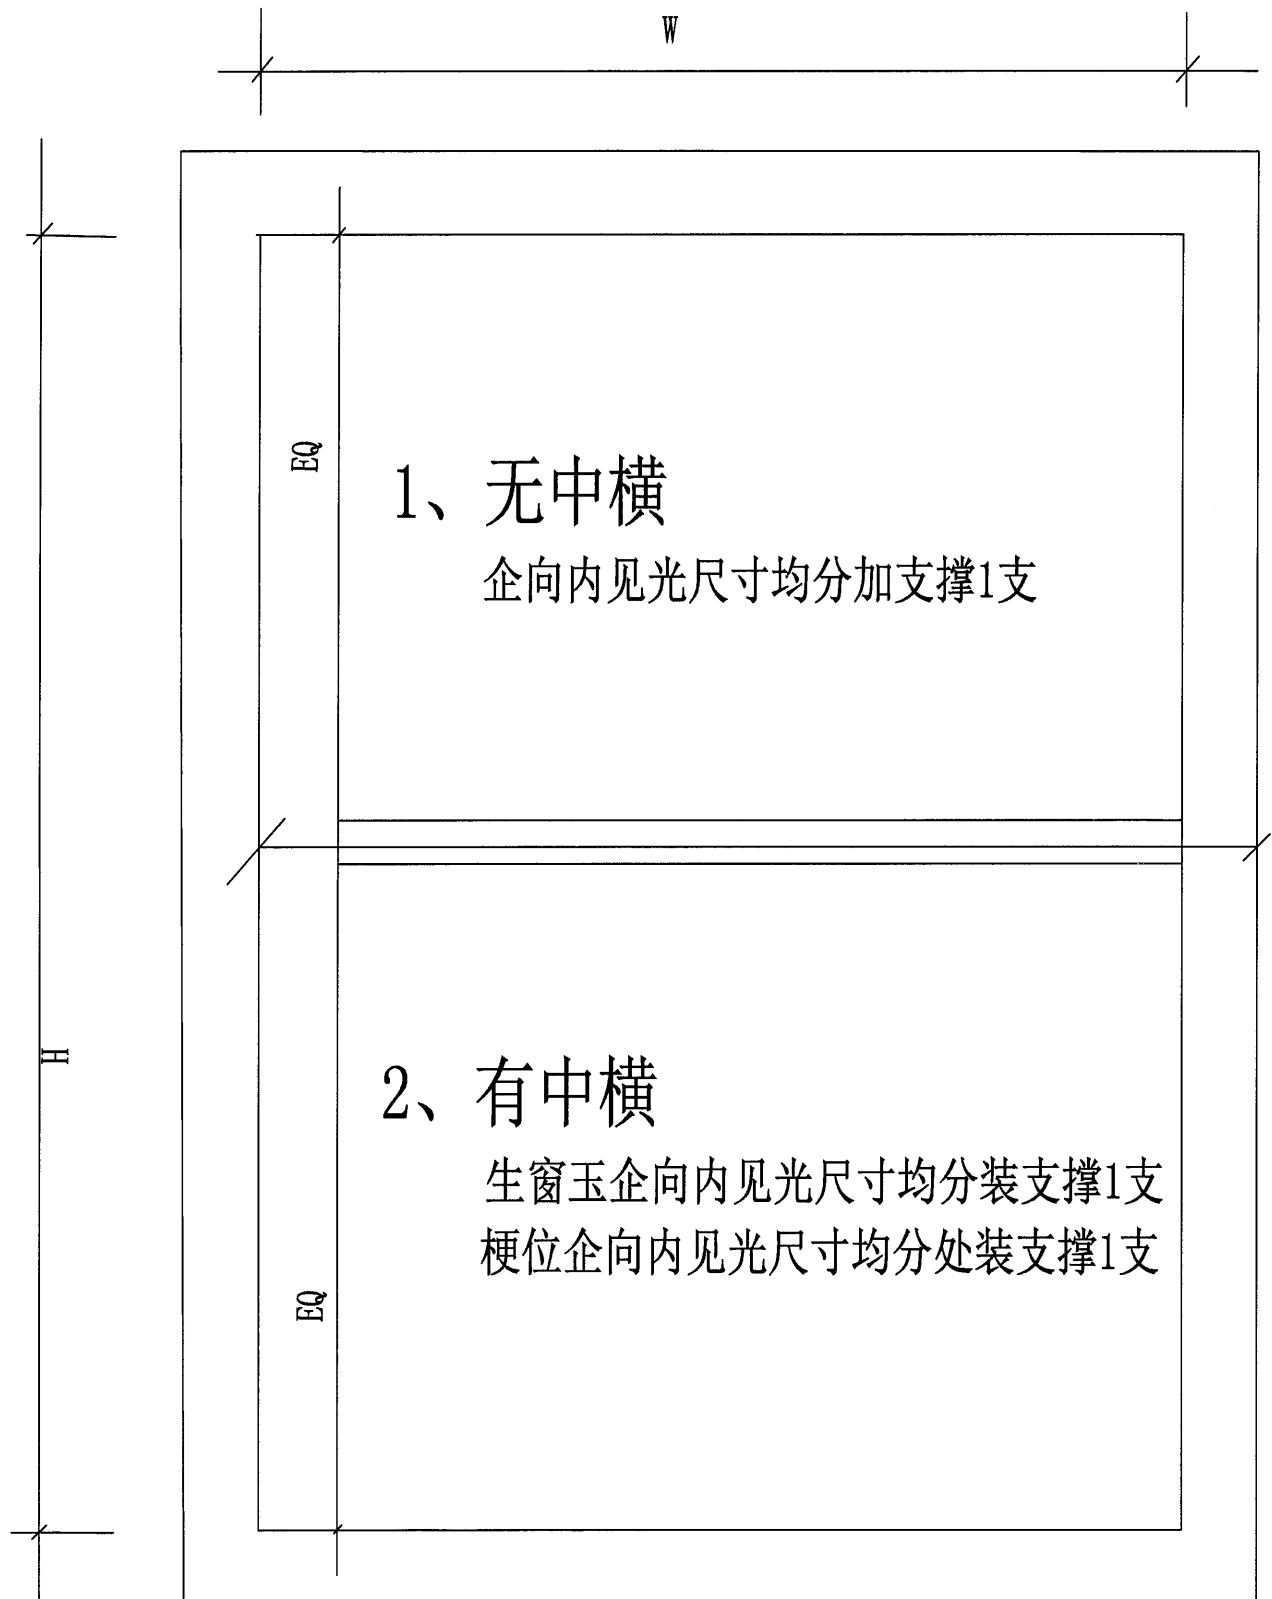 W
EQ
1、无中横
企向内见光尺寸均分加支撑1支
H
2、有中横
生窗玉企向内见光尺寸均分装支撑1支
梗位企向内见光尺寸均分处装支撑1支
EQ